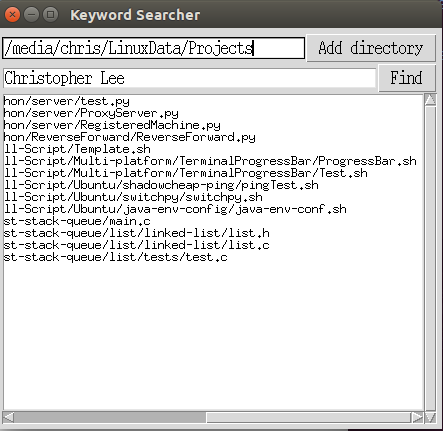 Keyword Searcher
/media/chris/LinuxData/Projects
Add directory
Christopher Lee
Find
hon/server/test.py
hon/server/ProxyServer.py
hon/server/RegisteredMachine.py
hon/ReverseForward/ReverseForward.py
ll-Script/Template.sh
ll-Script/Multi-platform/TerminalProgressBar/ProgressBar.sh
ll-Script/Multi-platform/TerminalProgressBar/Test.sh
ll-Script/Ubuntu/shadowcheap-ping/pingTest.sh
ll-Script/Ubuntu/switchpy/switchpy.sh
ll-Script/Ubuntu/java-env-config/java-env-conf.sh
st-stack-queue/main.c
st-stack-queue/list/linked-list/list.h
st-stack-queue/list/linked-list/list.c
st-stack-queue/list/tests/test.c